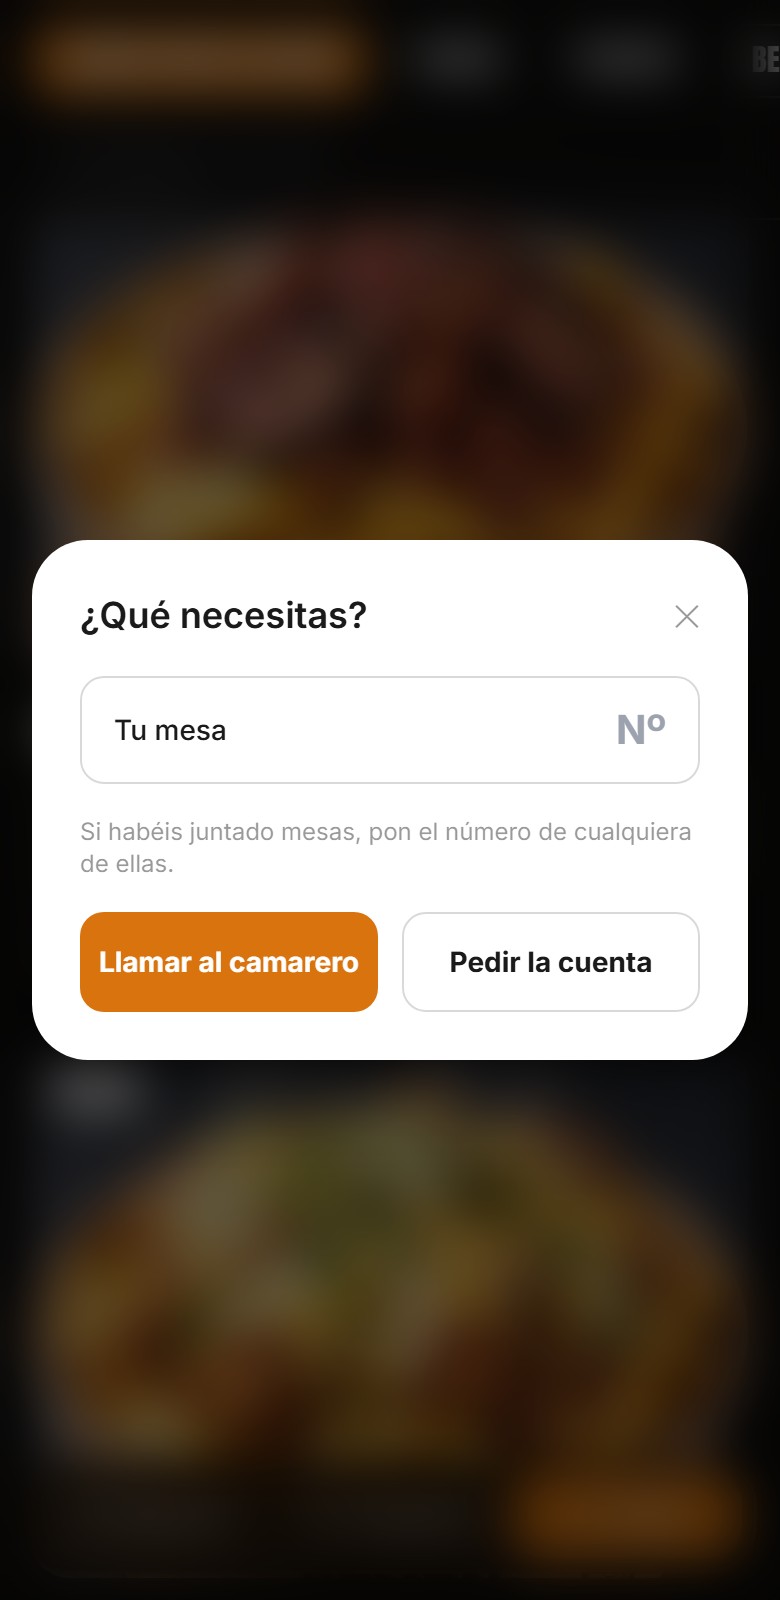 BE
¿Qué necesitas?
Tu mesa Nº
Si habéis juntado mesas, pon el número de cualquiera
de ellas.
Llamar al camarero Pedir la cuenta